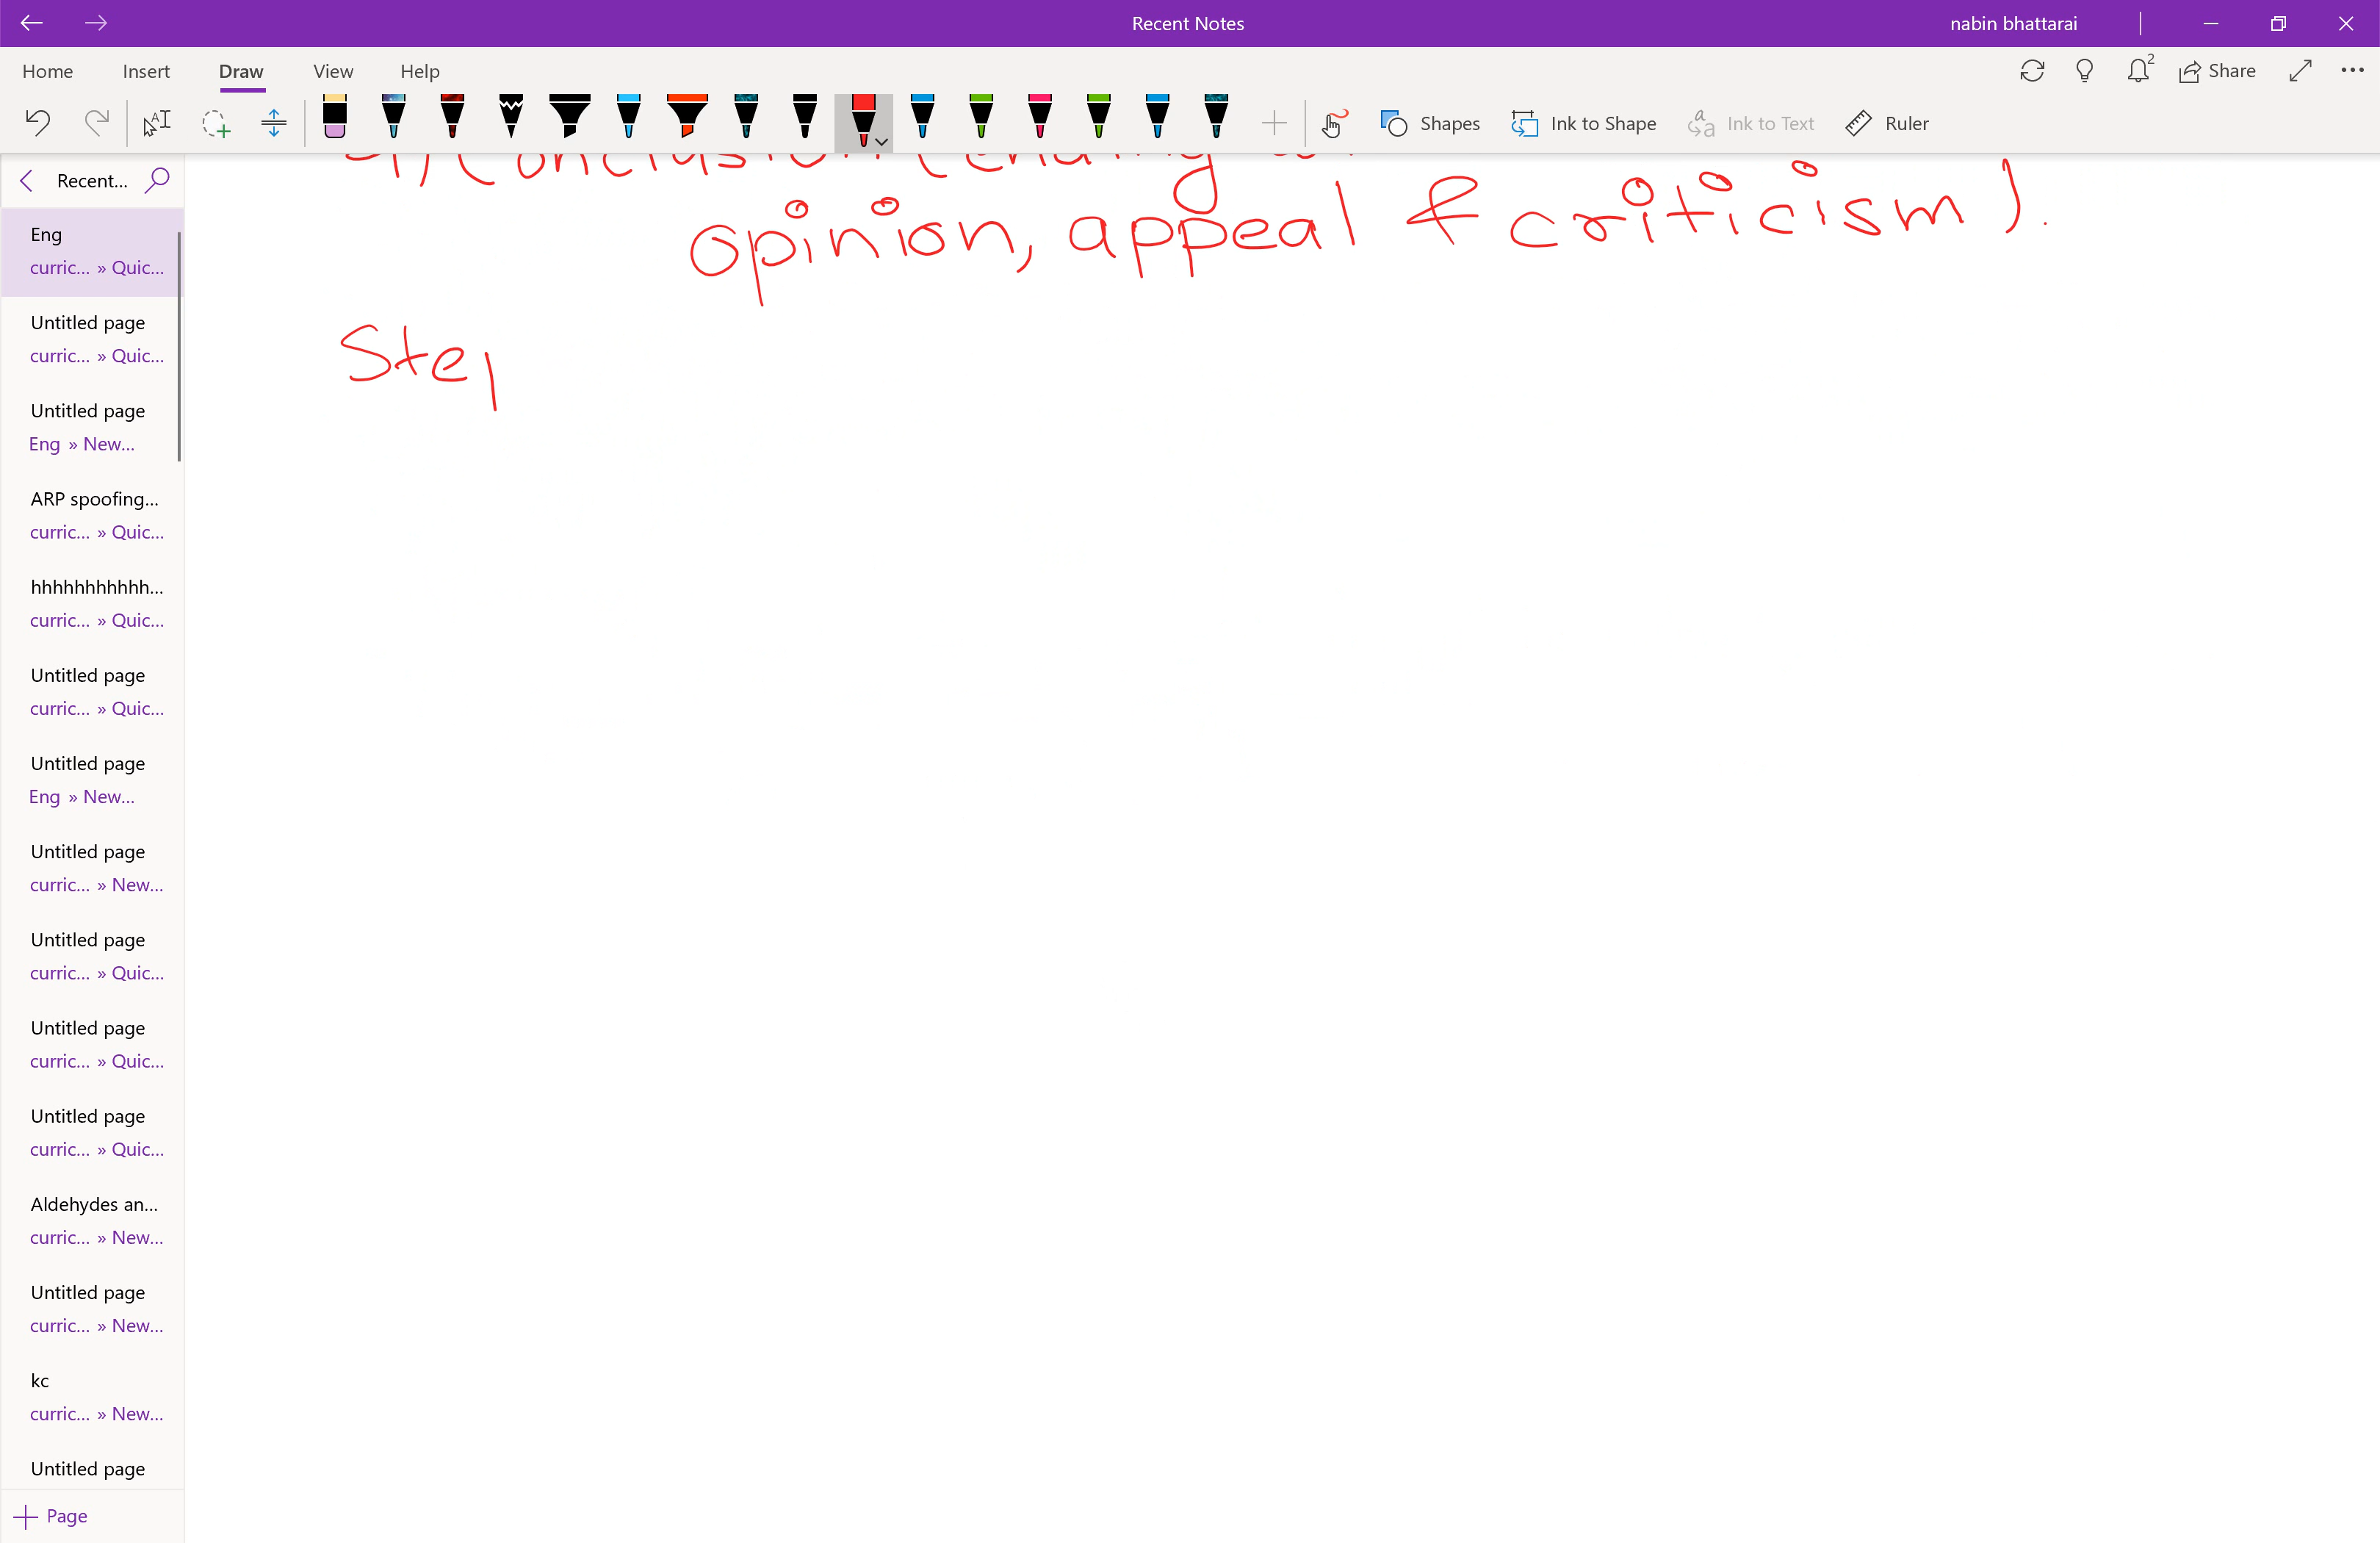 Recent Notes nabin bhattarai
Home Insert Draw View Help 2 Share
Shapes Ink to Shape Ink to Text Ruler
Recent...
Eng
curric... » Quic...
Untitled page
curric... » Quic...
Untitled page
Eng » New...
ARP spoofing...
curric... » Quic...
hhhhhhhhhhh...
curric... » Quic...
Untitled page
curric... » Quic...
Untitled page
Eng » New...
Untitled page
curric... » New...
Untitled page
curric... » Quic...
Untitled page
curric... » Quic...
Untitled page
curric... » Quic...
Aldehydes an...
curric... » New...
Untitled page
curric... » New...
kc
curric... » New...
Untitled page
Page
Conclusion (ending
opinion, appeal & criticism).
Ste